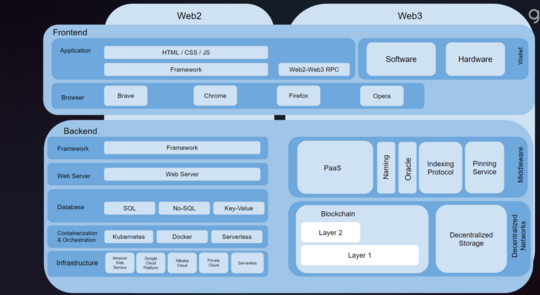 Web2
Web3
Frontend
Application
HTML / CSS / JS
Framework
Web2-Web3 RPC
Software
Hardware
Wallet
Browser
Brave
Chrome
Firefox
Opera
Backend
Framework
Framework
Web Server
Web Server
Database
SQL
No-SQL
Key-Value
Containerization
& Orchestration
Kubernetes
Docker
Serverless
Infrastructure
Amazon
Web
Service
Google
Cloud
Platform
Alibaba
Cloud
Private
Cloud
Serverless
PaaS
Naming
Oracle
Indexing
Protocol
Pinning
Service
Middleware
Blockchain
Layer 2
Layer 1
Decentralized
Storage
Decentralized
Networks